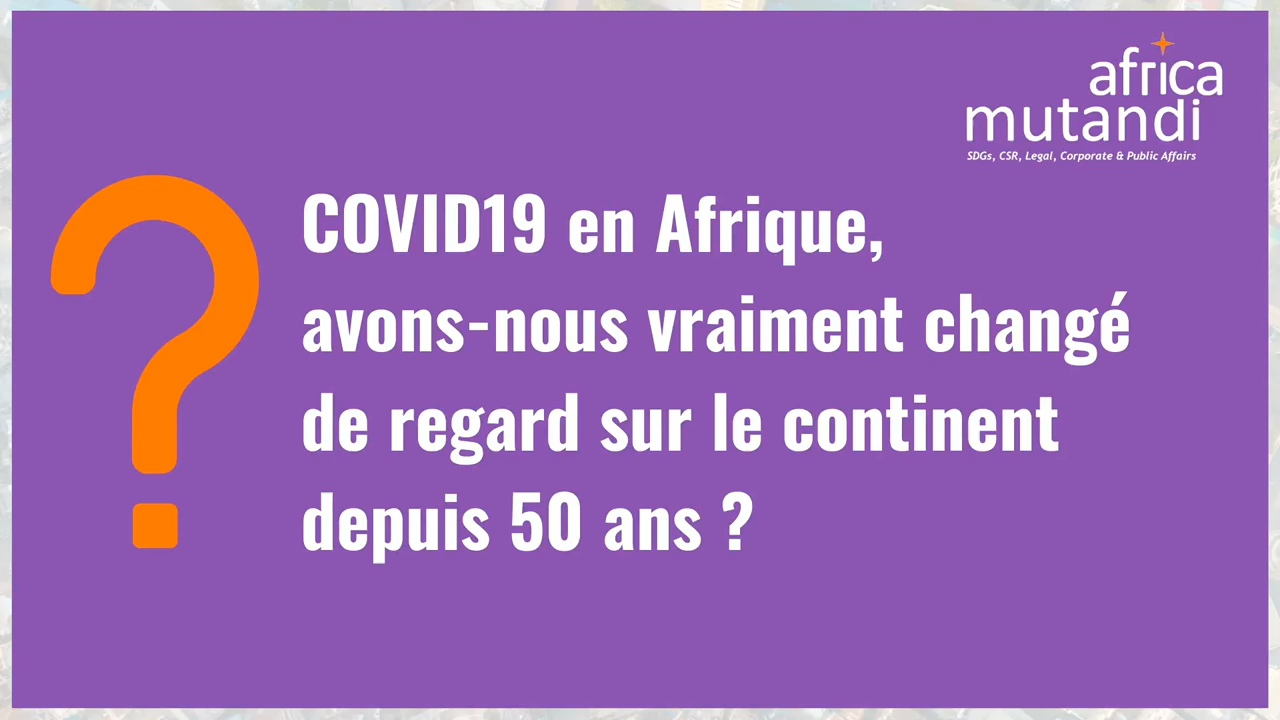 africa
mutandi
SDGs, CSR, Legal, Corporate & Public Affairs
?
COVID19 en Afrique,
avons-nous vraiment changé
de regard sur le continent
depuis 50 ans ?